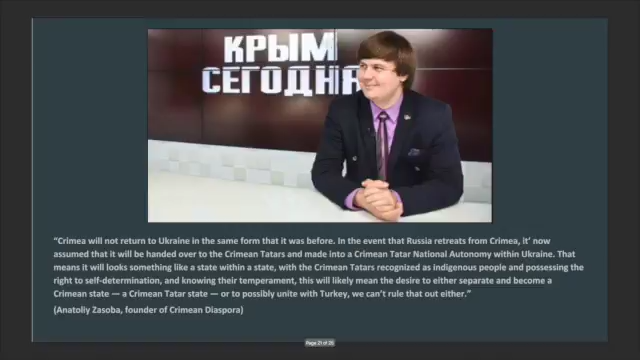 КРЫМ
СЕГОДНЯ
“Crimea will not return to Ukraine in the same form that it was before. In the event that Russia retreats from Crimea, it’ now
assumed that it will be handed over to the Crimean Tatars and made into a Crimean Tatar National Autonomy within Ukraine. That
means it will looks something like a state within a state, with the Crimean Tatars recognized as indigenous people and possessing the
right to self-determination, and knowing their temperament, this will likely mean the desire to either separate and become a
Crimean state — a Crimean Tatar state — or to possibly unite with Turkey, we can’t rule that out either.”
(Anatoliy Zasoba, founder of Crimean Diaspora)
Page 21 of 25